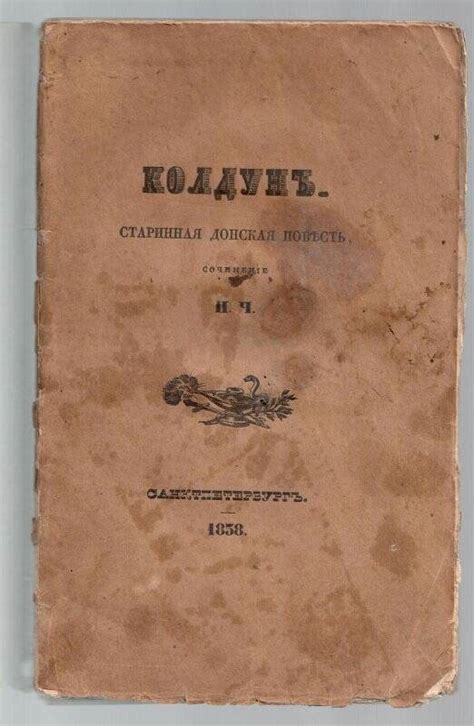 КОЛДУНЪ.
СТАРИННАЯ ДОНСКАЯ ПОВѢСТЬ,
СОЧИНЕНІЕ
И. Ч.
САНКТПЕТЕРБУРГЪ.
1838.